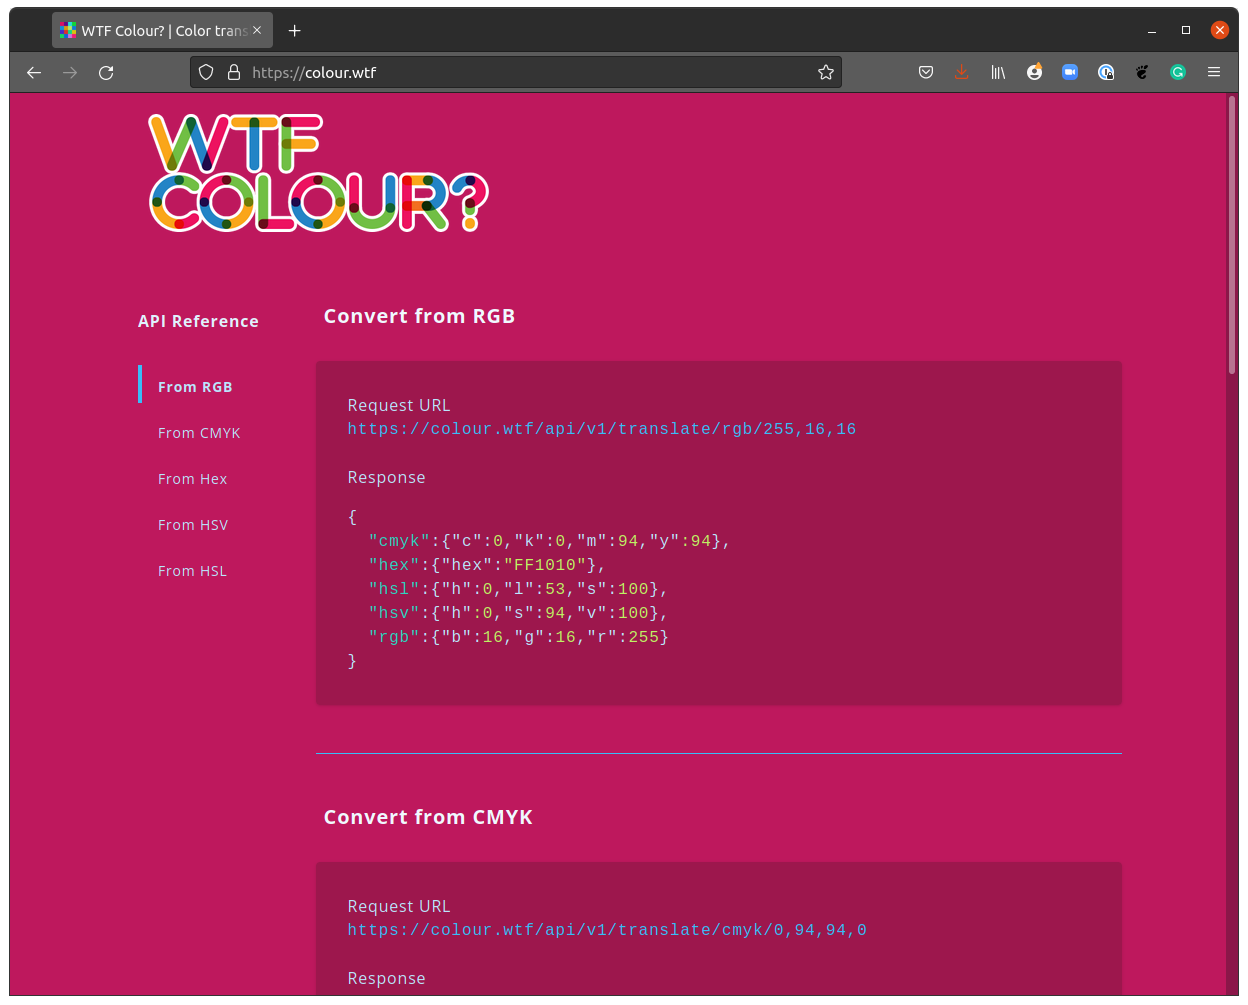 WTF Colour? | Color trans
https://colour.wtf
WTF
COLOUR?
API Reference
From RGB
From CMYK
From Hex
From HSV
From HSL
Convert from RGB
Request URL
https://colour.wtf/api/v1/translate/rgb/255,16,16
Response
{
"cmyk":{"c":0,"k":0,"m":94,"y":94},
"hex":{"hex":"FF1010"},
"hsl":{"h":0,"l":53,"s":100},
"hsv":{"h":0,"s":94,"v":100},
"rgb":{"b":16,"g":16,"r":255}
}
Convert from CMYK
Request URL
https://colour.wtf/api/v1/translate/cmyk/0,94,94,0
Response